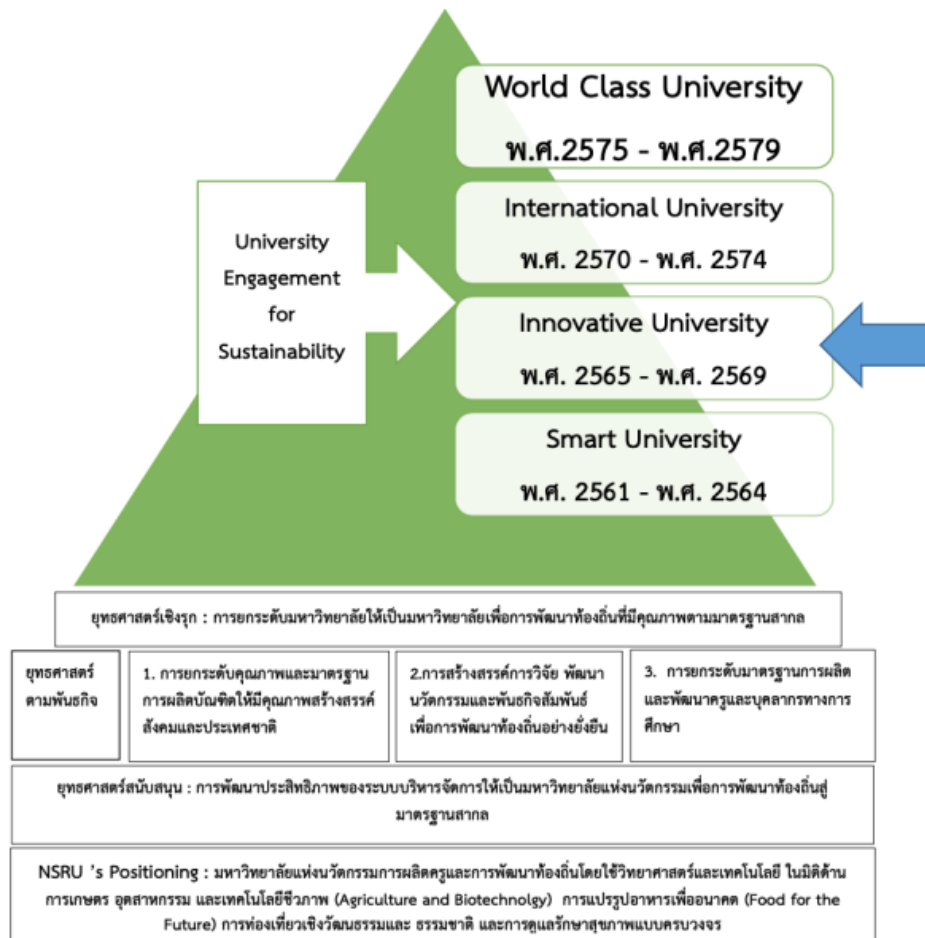 World Class University
พ.ศ.2575 - พ.ศ.2579
International University
พ.ศ. 2570 - พ.ศ. 2574
University
Engagement
for
Sustainability
Innovative University
พ.ศ. 2565 - พ.ศ. 2569
Smart University
พ.ศ. 2561 - พ.ศ. 2564
ยุทธศาสตร์เชิงรุก : การยกระดับมหาวิทยาลัยให้เป็นมหาวิทยาลัยเพื่อการพัฒนาท้องถิ่นที่มีคุณภาพตามมาตรฐานสากล
ยุทธศาสตร์
ตามพันธกิจ
1. การยกระดับคุณภาพและมาตรฐาน
การผลิตบัณฑิตให้มีคุณภาพสร้างสรรค์
สังคมและประเทศชาติ
2.การสร้างสรรค์การวิจัย พัฒนา
นวัตกรรมและพันธกิจสัมพันธ์
เพื่อการพัฒนาท้องถิ่นอย่างยั่งยืน
3. การยกระดับมาตรฐานการผลิต
และพัฒนาครูและบุคลากรทางการ
ศึกษา
ยุทธศาสตร์สนับสนุน : การพัฒนาประสิทธิภาพของระบบบริหารจัดการให้เป็นมหาวิทยาลัยแห่งนวัตกรรมเพื่อการพัฒนาท้องถิ่นสู่
มาตรฐานสากล
NSRU 's Positioning : มหาวิทยาลัยแห่งนวัตกรรมการผลิตครูและการพัฒนาท้องถิ่นโดยใช้วิทยาศาสตร์และเทคโนโลยี ในมิติด้าน
การเกษตร อุตสาหกรรม และเทคโนโลยีชีวภาพ (Agriculture and Biotechnolgy) การแปรรูปอาหารเพื่ออนาคต (Food for the
Future) การท่องเที่ยวเชิงวัฒนธรรมและ ธรรมชาติ และการดูแลรักษาสุขภาพแบบครบวงจร